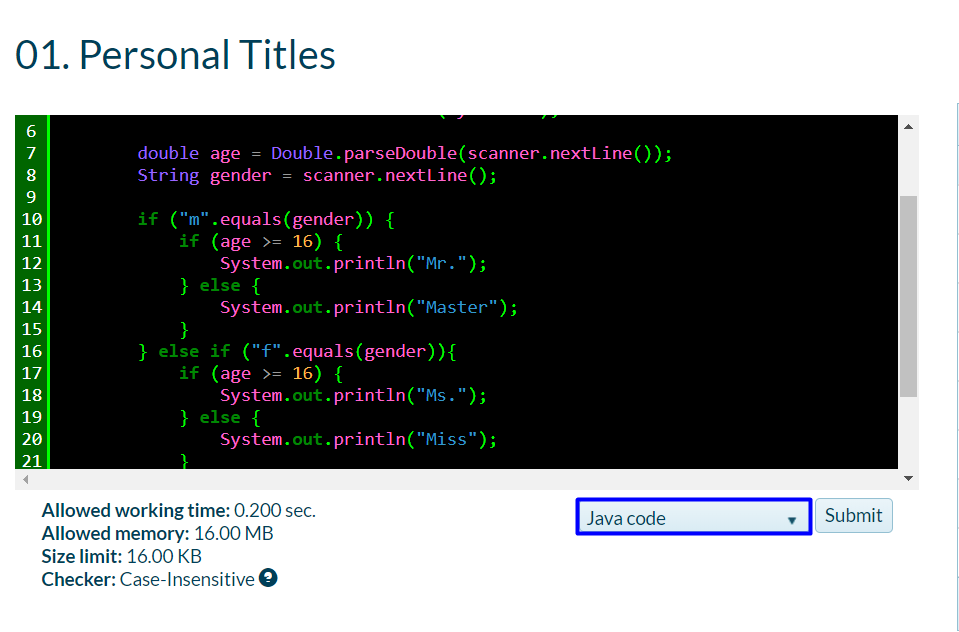 01. Personal Titles
6
7 double age = Double.parseDouble(scanner.nextLine());
8 String gender = scanner.nextLine();
9
10 if ("m".equals(gender)) {
11 if (age >= 16) {
12 System.out.println("Mr.");
13 } else {
14 System.out.println("Master");
15 }
16 } else if ("f".equals(gender)){
17 if (age >= 16) {
18 System.out.println("Ms.");
19 } else {
20 System.out.println("Miss");
21 }
Allowed working time: 0.200 sec.
Allowed memory: 16.00 MB
Size limit: 16.00 KB
Checker: Case-Insensitive ?
Java code
Submit